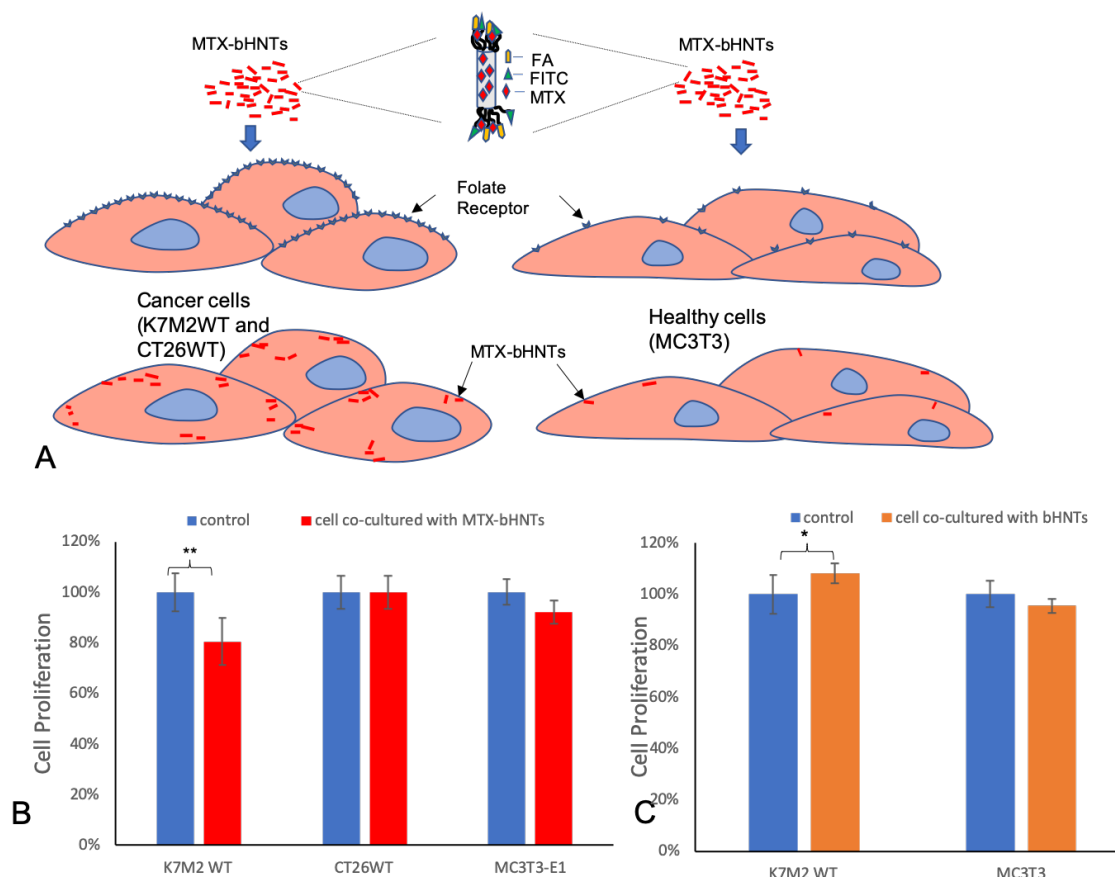 MTX-bHNTs
FA
FITC
MTX
MTX-bHNTs
Folate
Receptor
Cancer cells
(K7M2WT and
CT26WT)
MTX-bHNTs
Healthy cells
(MC3T3)
A
control
cell co-cultured with MTX-bHNTs
**
120%
100%
80%
60%
40%
20%
0%
Cell Proliferation
K7M2 WT
CT26WT
MC3T3-E1
B
control
cell co-cultured with bHNTs
*
120%
100%
80%
60%
40%
20%
0%
Cell Proliferation
K7M2 WT
MC3T3
C